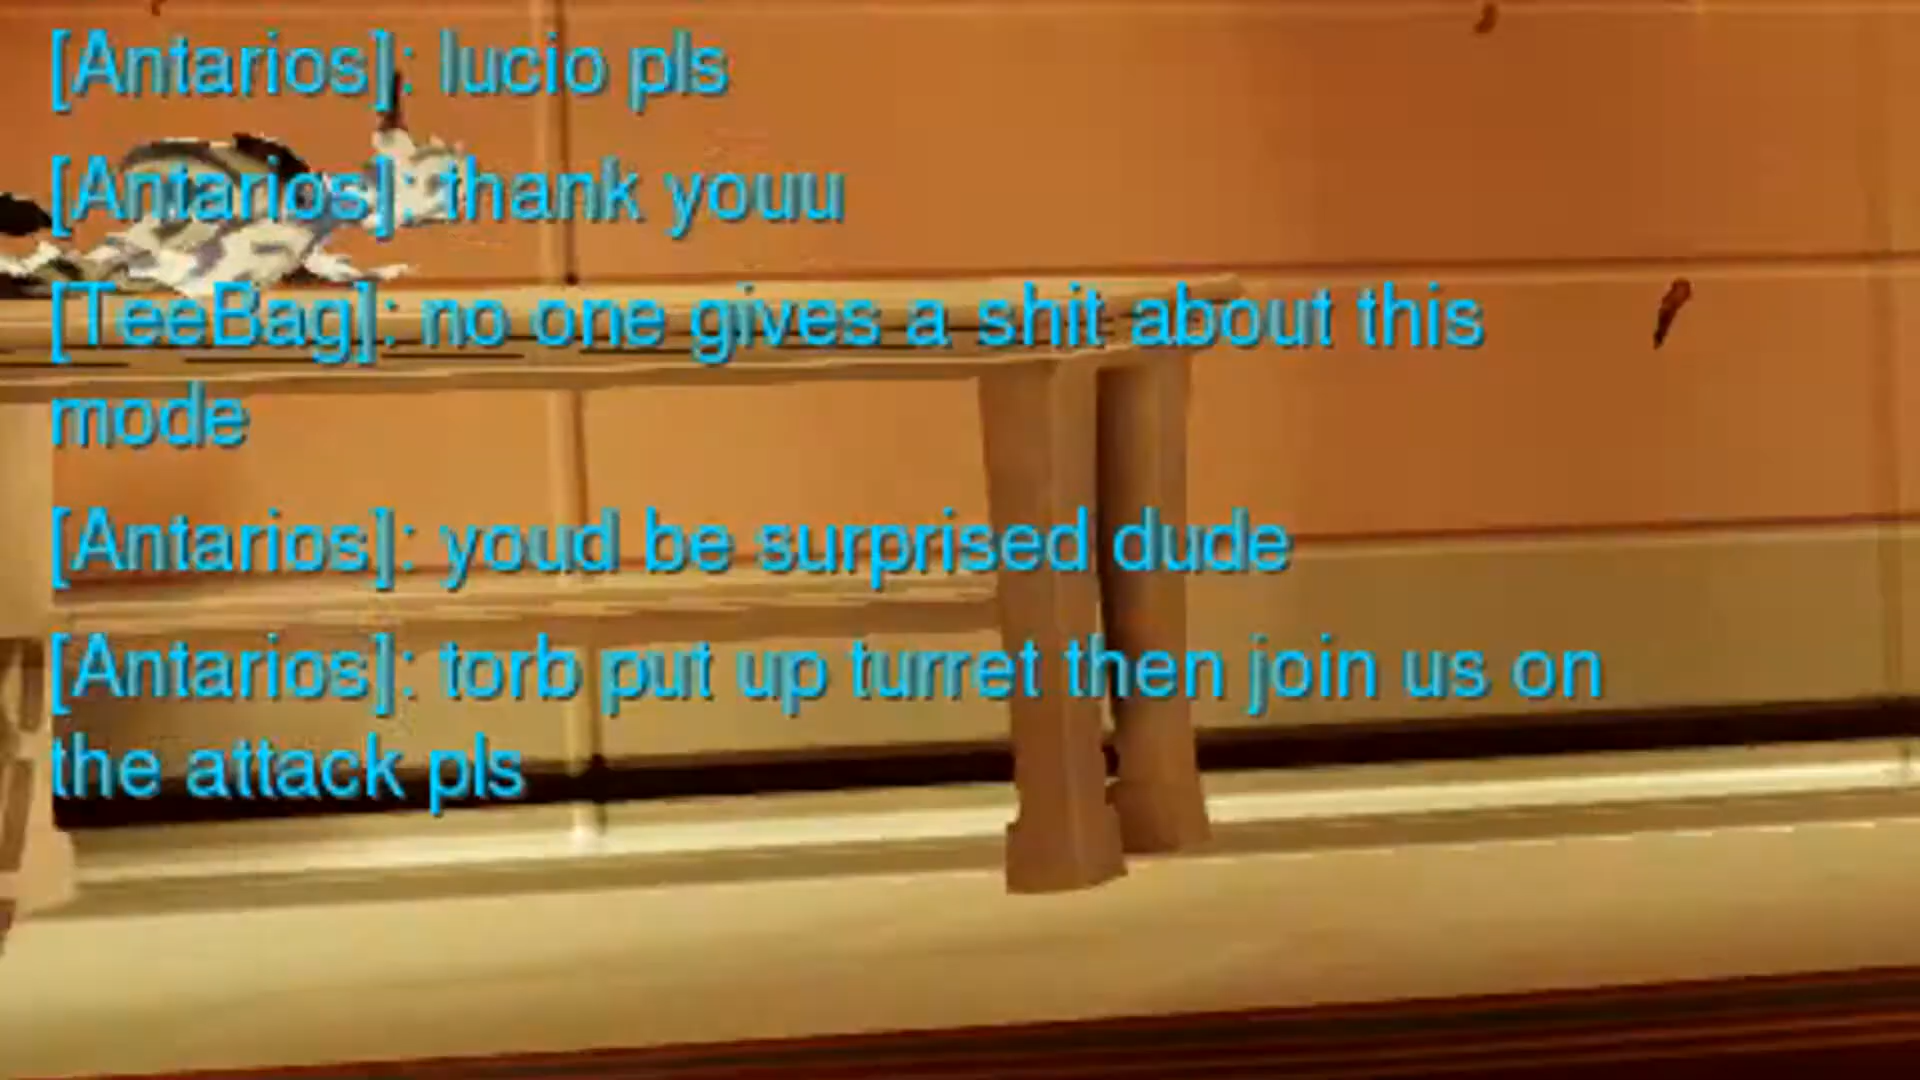 [Antarios]: lucio pls
[Antarios]: thank youu
[TeeBag]: no one gives a shit about this
mode
[Antarios]: youd be surprised dude
[Antarios]: torb put up turret then join us on
the attack pls